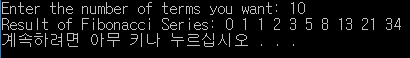 Enter the number of terms you want: 10
Result of Fibonacci Series: 0 1 1 2 3 5 8 13 21 34
계속하려면 아무 키나 누르십시오 . . .